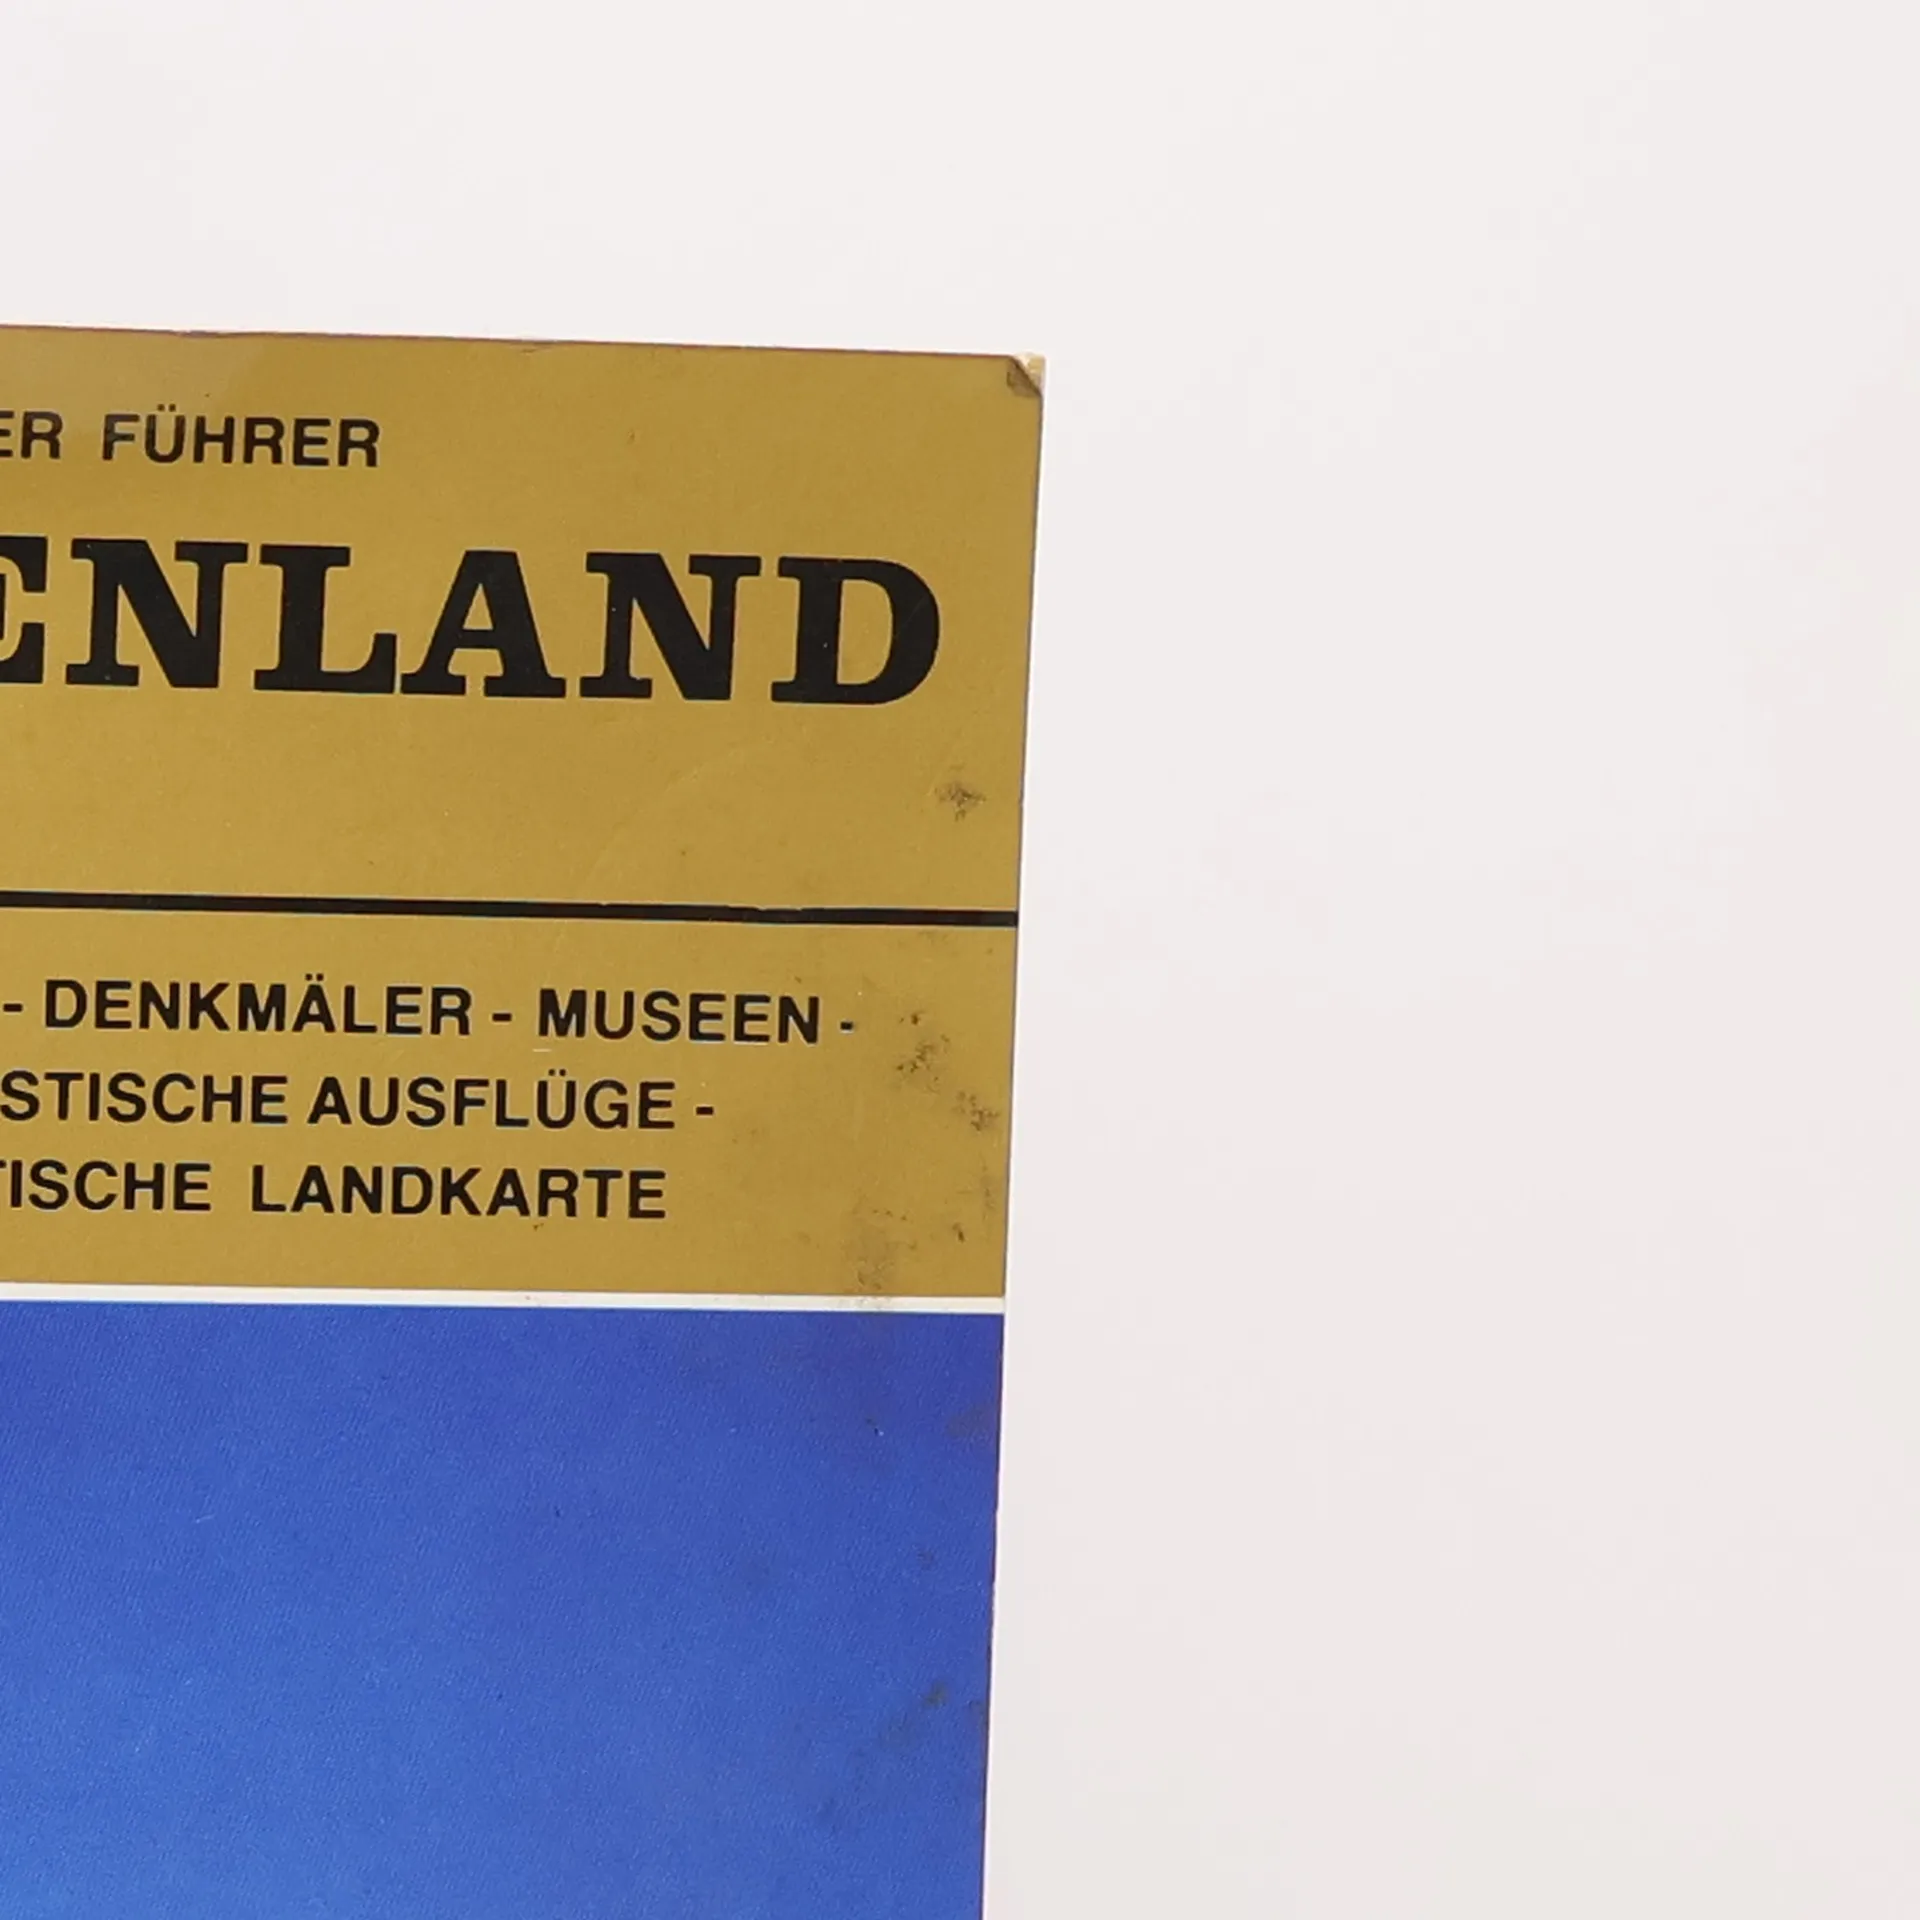 ER FÜHRER
ENLAND
- DENKMÄLER - MUSEEN -
STISCHE AUSFLÜGE -
TISCHE LANDKARTE